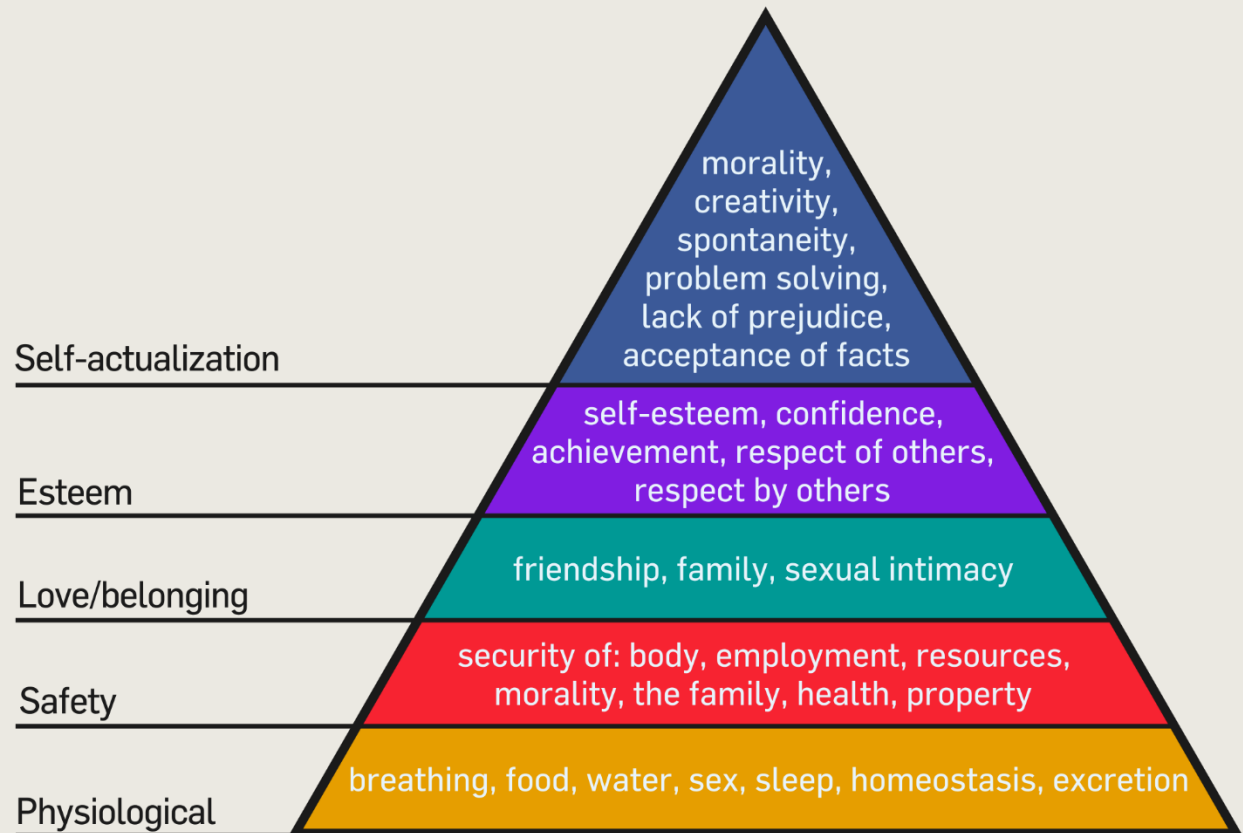 morality,
creativity,
spontaneity,
problem solving,
lack of prejudice,
acceptance of facts
Self-actualization
self-esteem, confidence,
achievement, respect of others,
respect by others
Esteem
friendship, family, sexual intimacy
Love/belonging
security of: body, employment, resources,
morality, the family, health, property
Safety
breathing, food, water, sex, sleep, homeostasis, excretion
Physiological